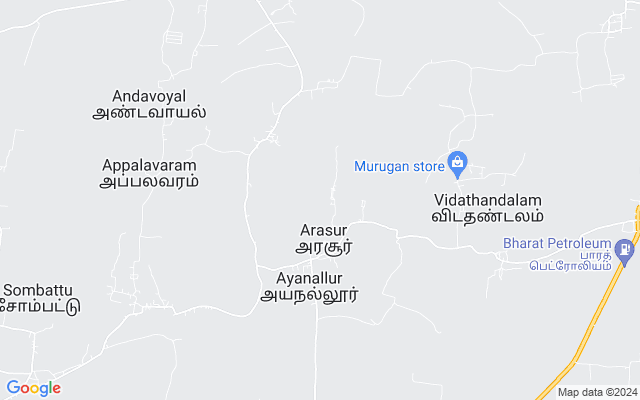 Andavoyal
அண்டவாயல்
Appalavaram
அப்பலவரம்
Murugan store
Vidathandalam
விடதண்டலம்
Arasur
அரசூர்
Bharat Petroleum
பாரத்
பெட்ரோலியம்
Ayanallur
அயநல்லூர்
Sombattu
சோம்பட்டு
Google
Map data ©2024